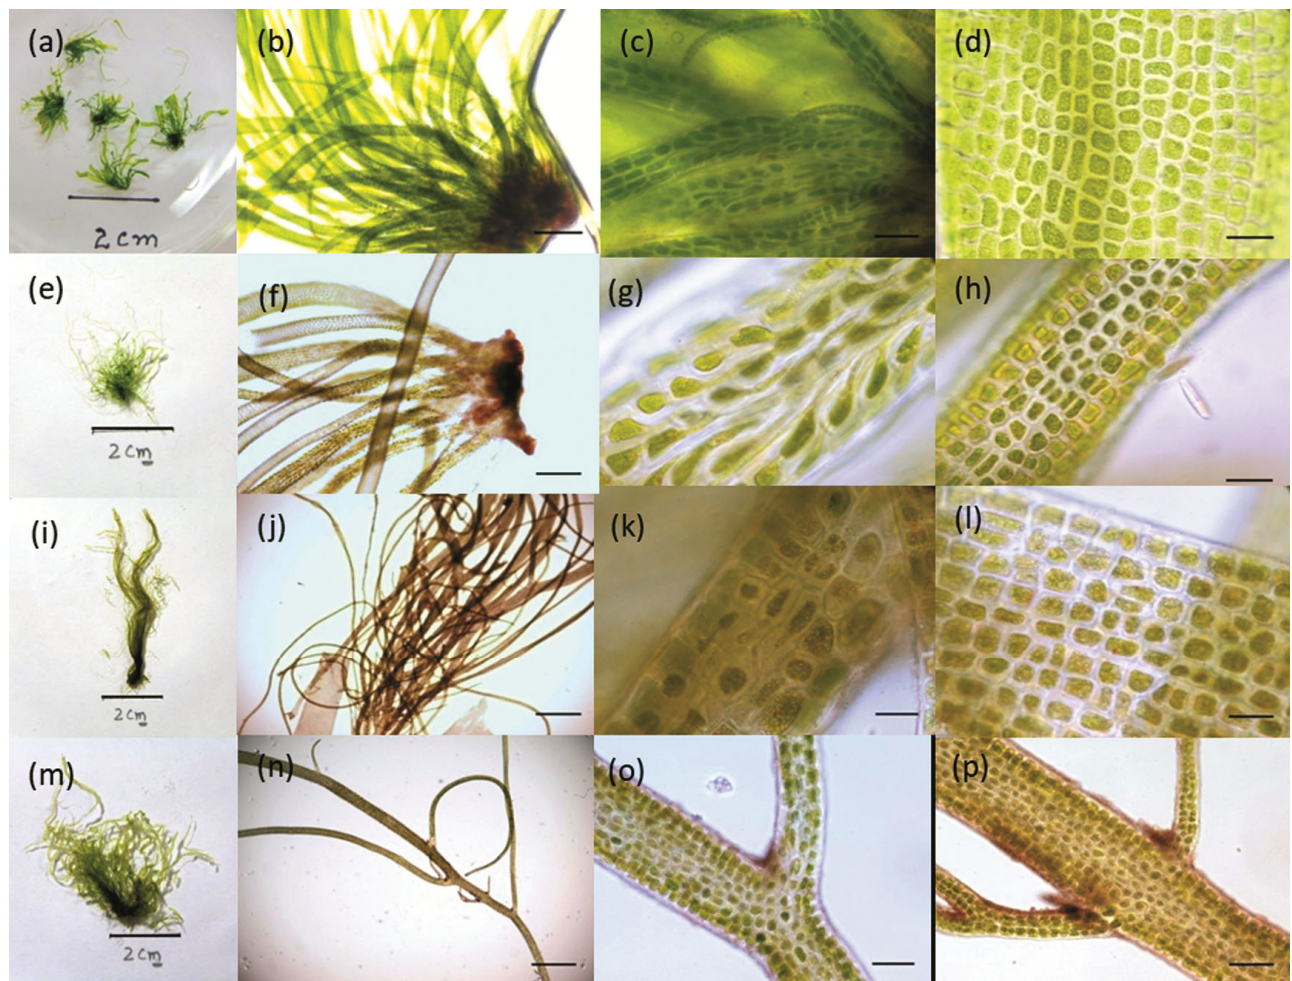 (a)
(b)
(c)
(d)
2 cm
(e)
(f)
(g)
(h)
2 cm
(i)
(j)
(k)
(l)
2 cm
(m)
(n)
(o)
(p)
2 cm